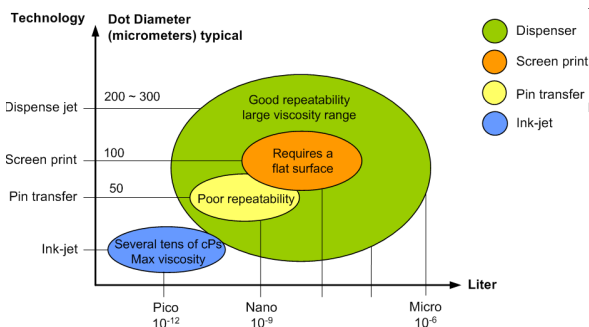 Technology
Dot Diameter
(micrometers) typical
Dispenser
Screen print
Pin transfer
Ink-jet
Dispense jet
200 ~ 300
Good repeatability
large viscosity range
Screen print
100
Requires a
flat surface
Pin transfer
50
Poor repeatability
Ink-jet
Several tens of cPs
Max viscosity
Liter
Pico
10-12
Nano
10-9
Micro
10-6